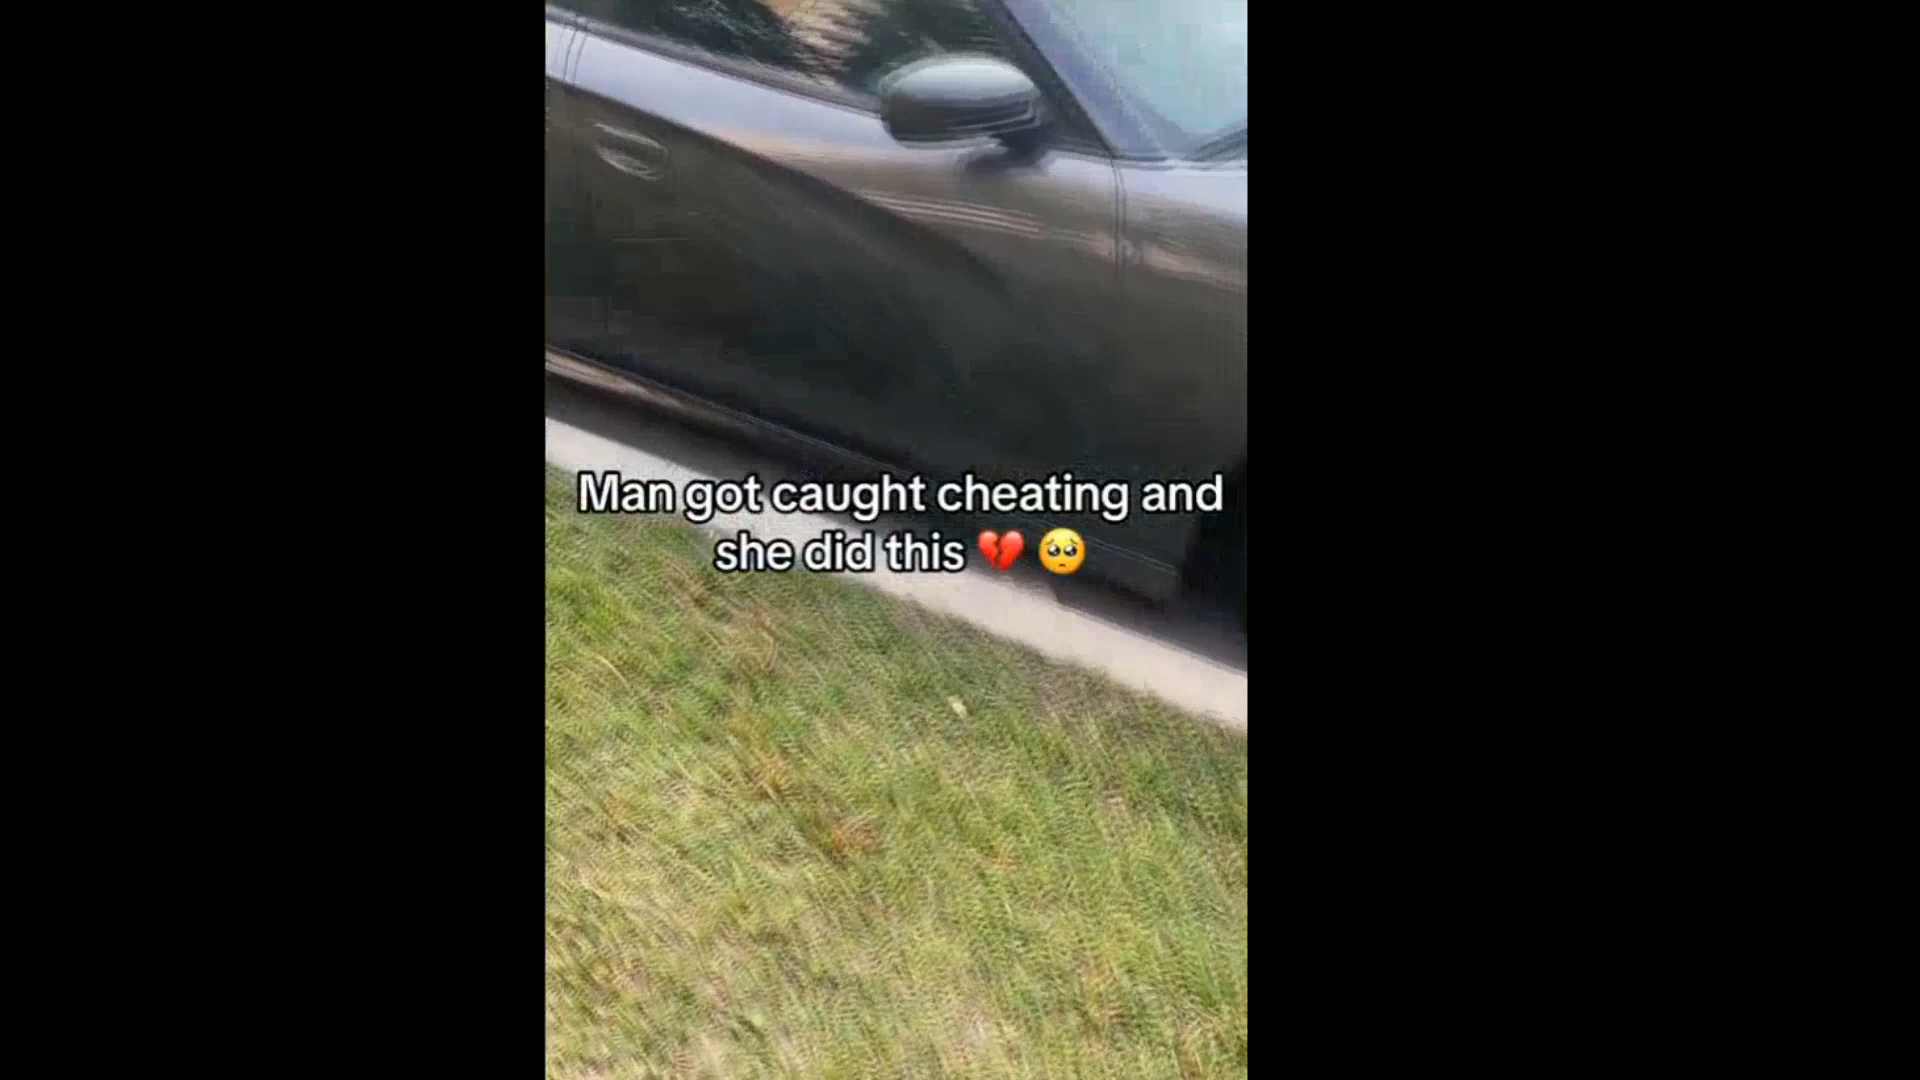 Man got caught cheating and
she did this 💔 🥺